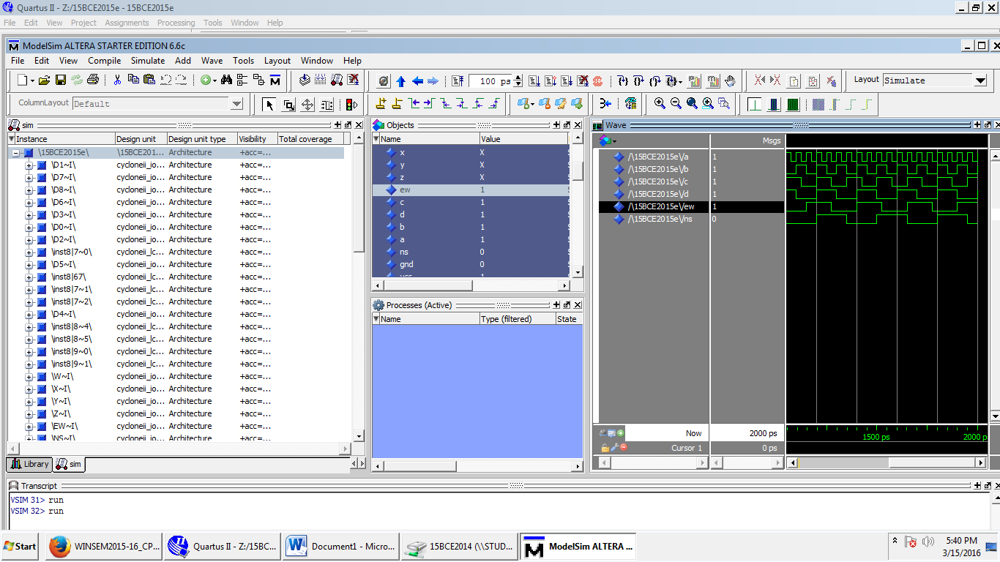 Quartus II - Z:/15BCE2015e - 15BCE2015e
File Edit View Project Assignments Processing Tools Window Help
ModelSim ALTERA STARTER EDITION 6.6c
File Edit View Compile Simulate Add Wave Tools Layout Window Help
100 ps
Layout Simulate
ColumnLayout Default
sim
Instance Design unit Design unit type Visibility Total coverage
\15BCE2015e\ \15BCE201... Architecture +acc=...
\D1~I\ cycloneii_io... Architecture +acc=...
\D7~I\ cycloneii_io... Architecture +acc=...
\D8~I\ cycloneii_io... Architecture +acc=...
\D6~I\ cycloneii_io... Architecture +acc=...
\D3~I\ cycloneii_io... Architecture +acc=...
\D0~I\ cycloneii_io... Architecture +acc=...
\D2~I\ cycloneii_io... Architecture +acc=...
\inst8|7~0\ cycloneii_lc... Architecture +acc=...
\D5~I\ cycloneii_io... Architecture +acc=...
\inst8|67\ cycloneii_lc... Architecture +acc=...
\inst8|7~1\ cycloneii_lc... Architecture +acc=...
\inst8|7~2\ cycloneii_lc... Architecture +acc=...
\D4~I\ cycloneii_io... Architecture +acc=...
\inst8|8~4\ cycloneii_lc... Architecture +acc=...
\inst8|8~5\ cycloneii_lc... Architecture +acc=...
\inst8|9~0\ cycloneii_lc... Architecture +acc=...
\inst8|9~1\ cycloneii_lc... Architecture +acc=...
\W~I\ cycloneii_io... Architecture +acc=...
\X~I\ cycloneii_io... Architecture +acc=...
\Y~I\ cycloneii_io... Architecture +acc=...
\Z~I\ cycloneii_io... Architecture +acc=...
\EW~I\ cycloneii_io... Architecture +acc=...
\NS~I\ cycloneii_io... Architecture +acc=...
Library sim
Objects
Name Value
x X
y X
z X
ew 1
c 1
d 1
b 1
a 1
ns 0
gnd 0
vcc 1
Processes (Active)
Name Type (filtered) State
Wave
Msgs
/\15BCE2015e\/a 1
/\15BCE2015e\/b 1
/\15BCE2015e\/c 1
/\15BCE2015e\/d 1
/\15BCE2015e\/ew 1
/\15BCE2015e\/ns 0
Now 2000 ps
1500 ps 2000 p
Cursor 1 0 ps
Transcript
VSIM 31> run
VSIM 32> run
Start WINSEM2015-16_CP... Quartus II - Z:/15BC... Document1 - Micro... 15BCE2014 (\\STUD... ModelSim ALTERA ...
5:40 PM
3/15/2016